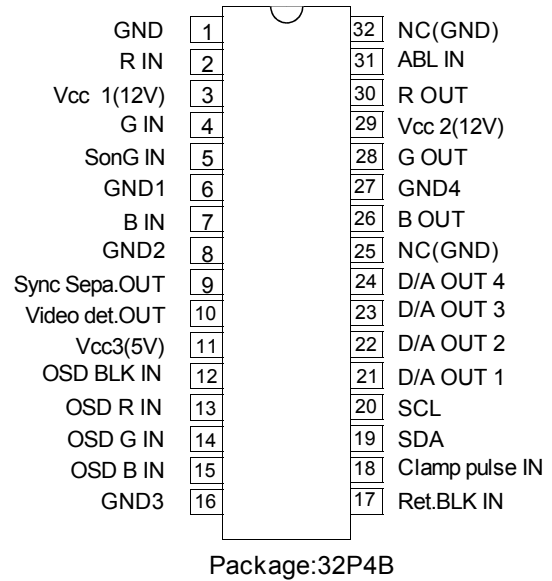 GND 1 32 NC(GND)
R IN 2 31 ABL IN
Vcc 1(12V) 3 30 R OUT
G IN 4 29 Vcc 2(12V)
SonG IN 5 28 G OUT
GND1 6 27 GND4
B IN 7 26 B OUT
GND2 8 25 NC(GND)
Sync Sepa.OUT 9 24 D/A OUT 4
Video det.OUT 10 23 D/A OUT 3
Vcc3(5V) 11 22 D/A OUT 2
OSD BLK IN 12 21 D/A OUT 1
OSD R IN 13 20 SCL
OSD G IN 14 19 SDA
OSD B IN 15 18 Clamp pulse IN
GND3 16 17 Ret.BLK IN
Package:32P4B